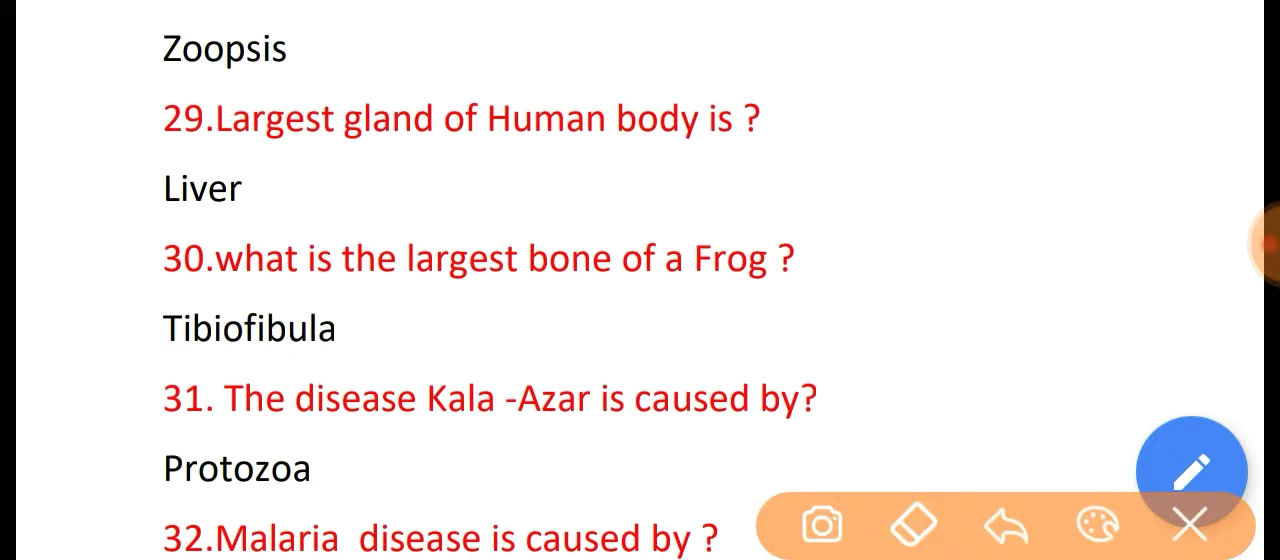 Zoopsis
29.Largest gland of Human body is ?
Liver
30.what is the largest bone of a Frog ?
Tibiofibula
31. The disease Kala -Azar is caused by?
Protozoa
32.Malaria  disease is caused by ?